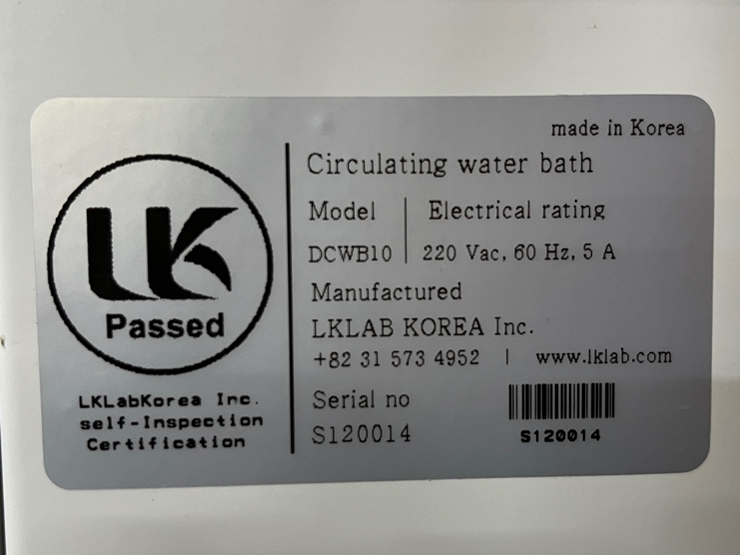 made in Korea
Circulating water bath
Model | Electrical rating
DCWB10 | 220 Vac, 60 Hz, 5 A
Manufactured
LKLAB KOREA Inc.
+82 31 573 4952 | www.lklab.com
Serial no
S120014
S120014
LK
Passed
LKLabKorea Inc.
self-Inspection
Certification